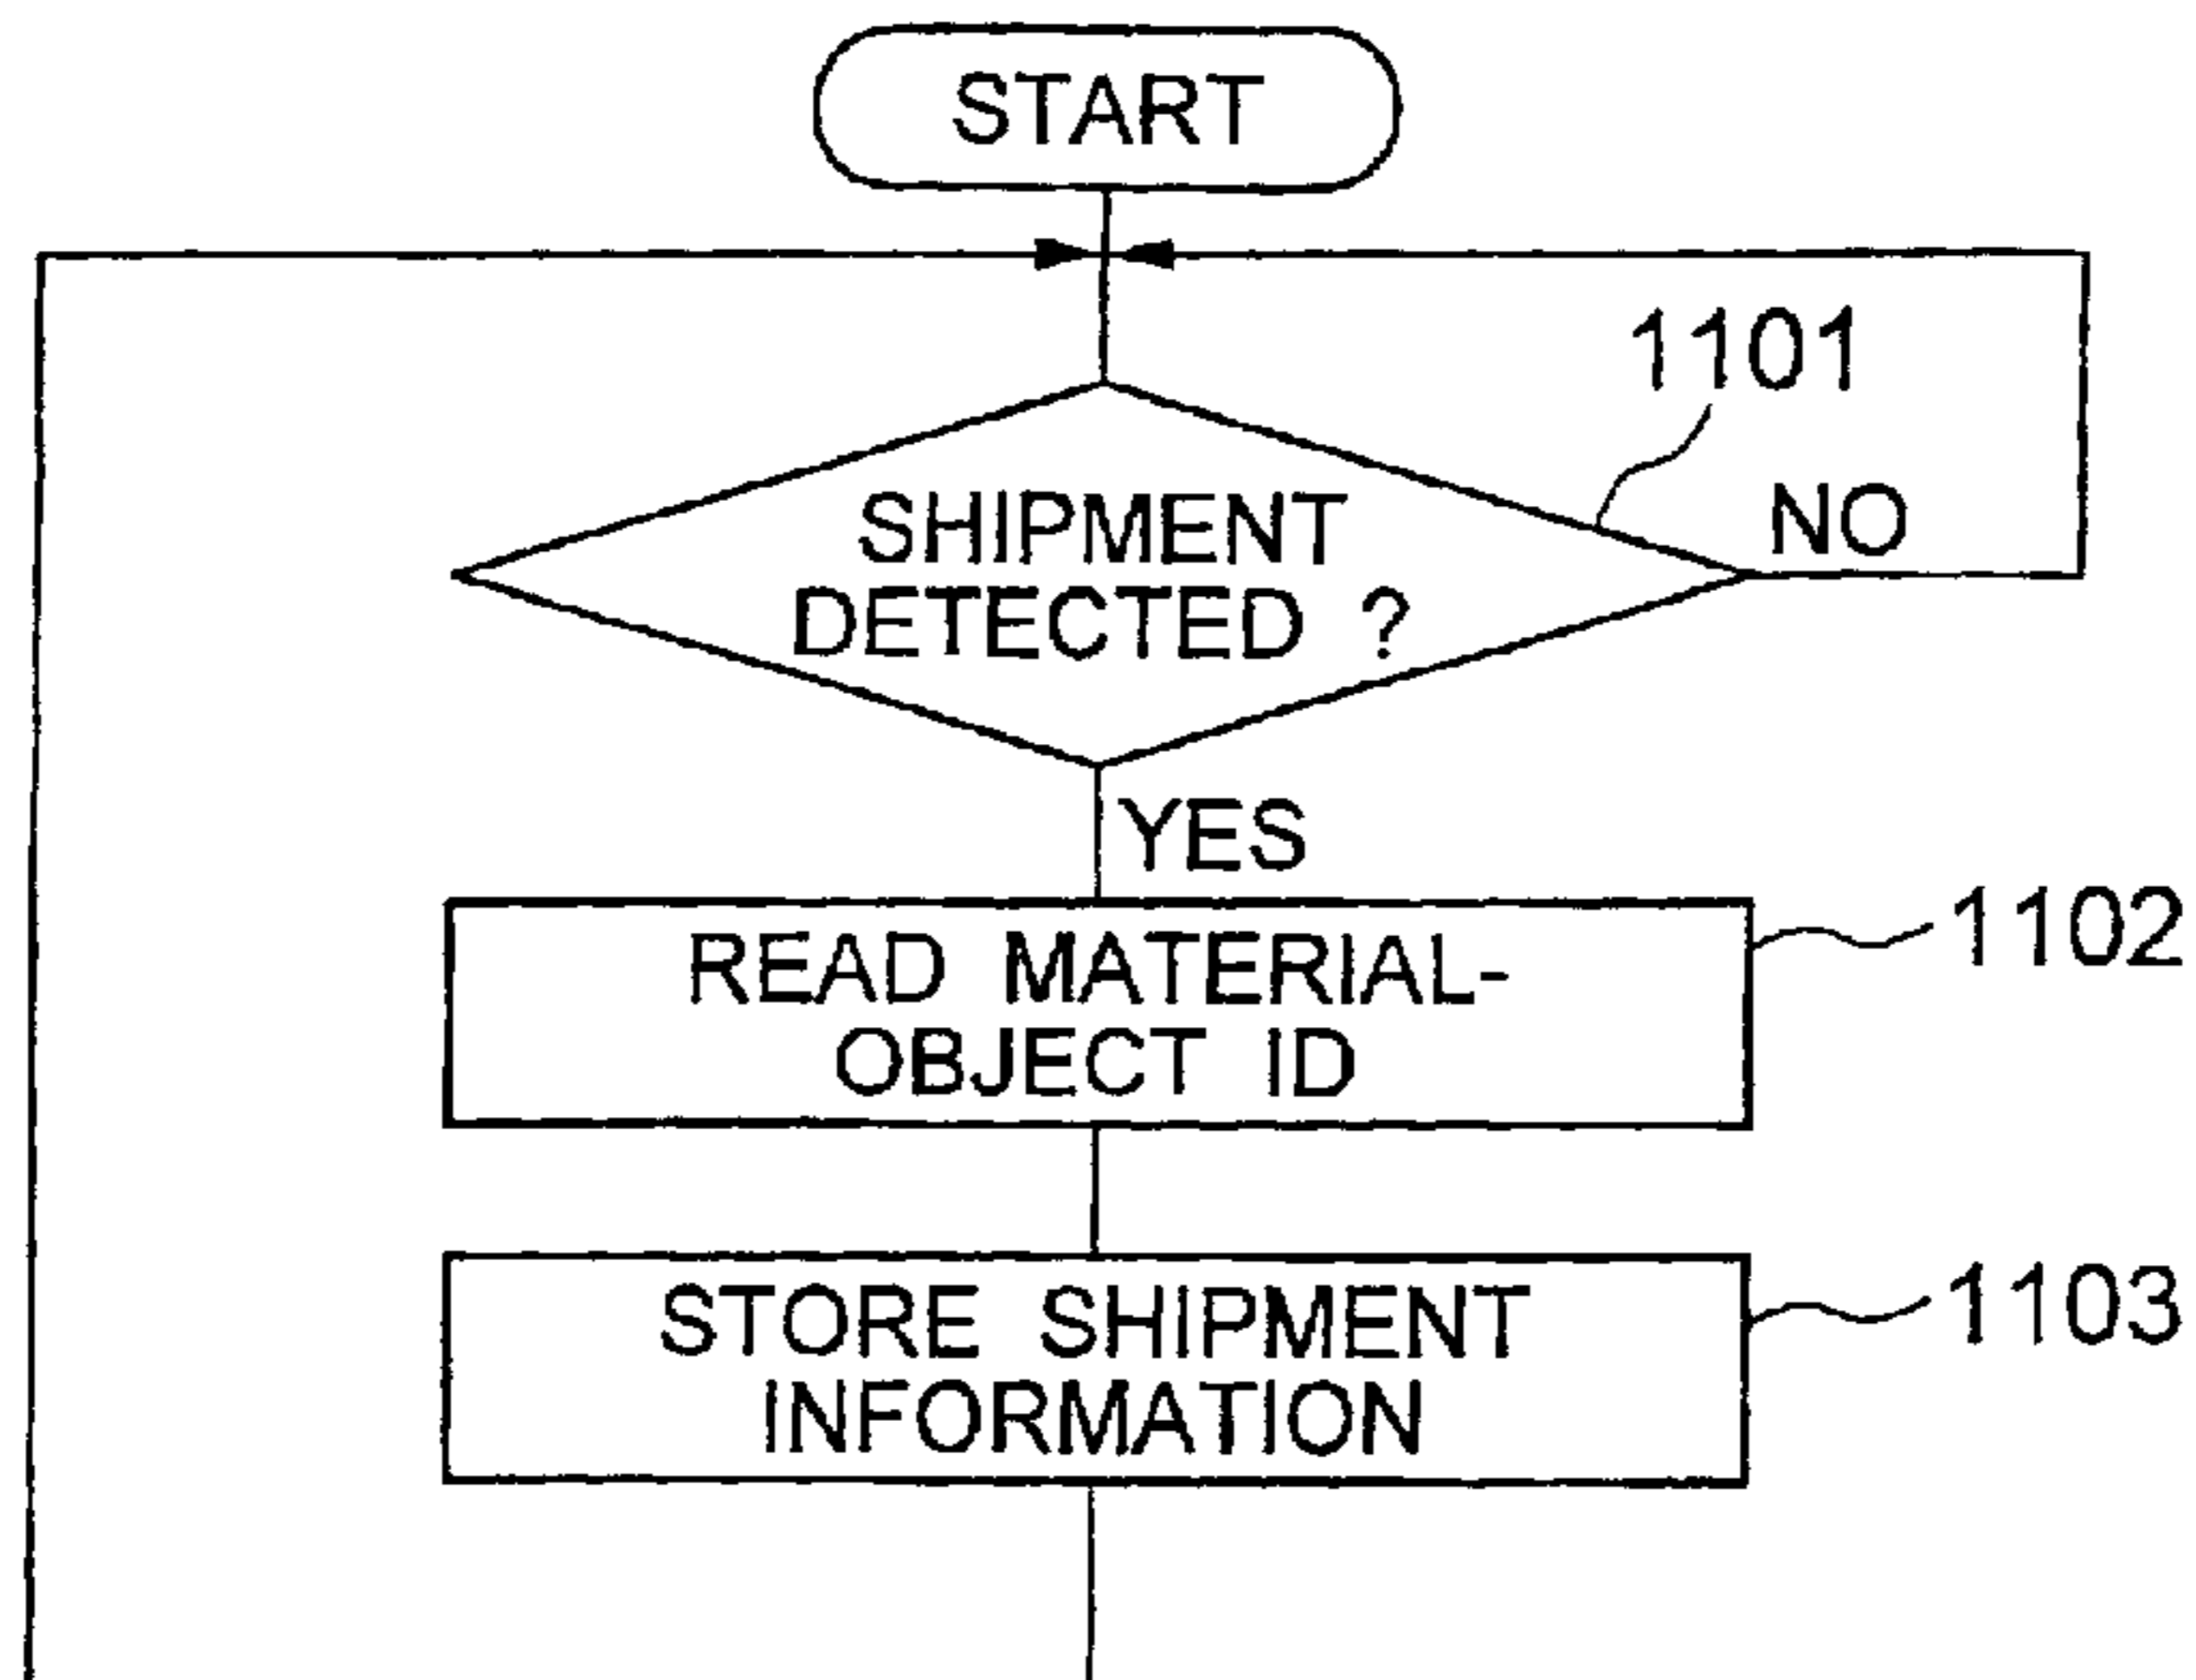 START
1101
SHIPMENT
DETECTED ?
NO
YES
READ MATERIAL-
OBJECT ID
1102
STORE SHIPMENT
INFORMATION
1103